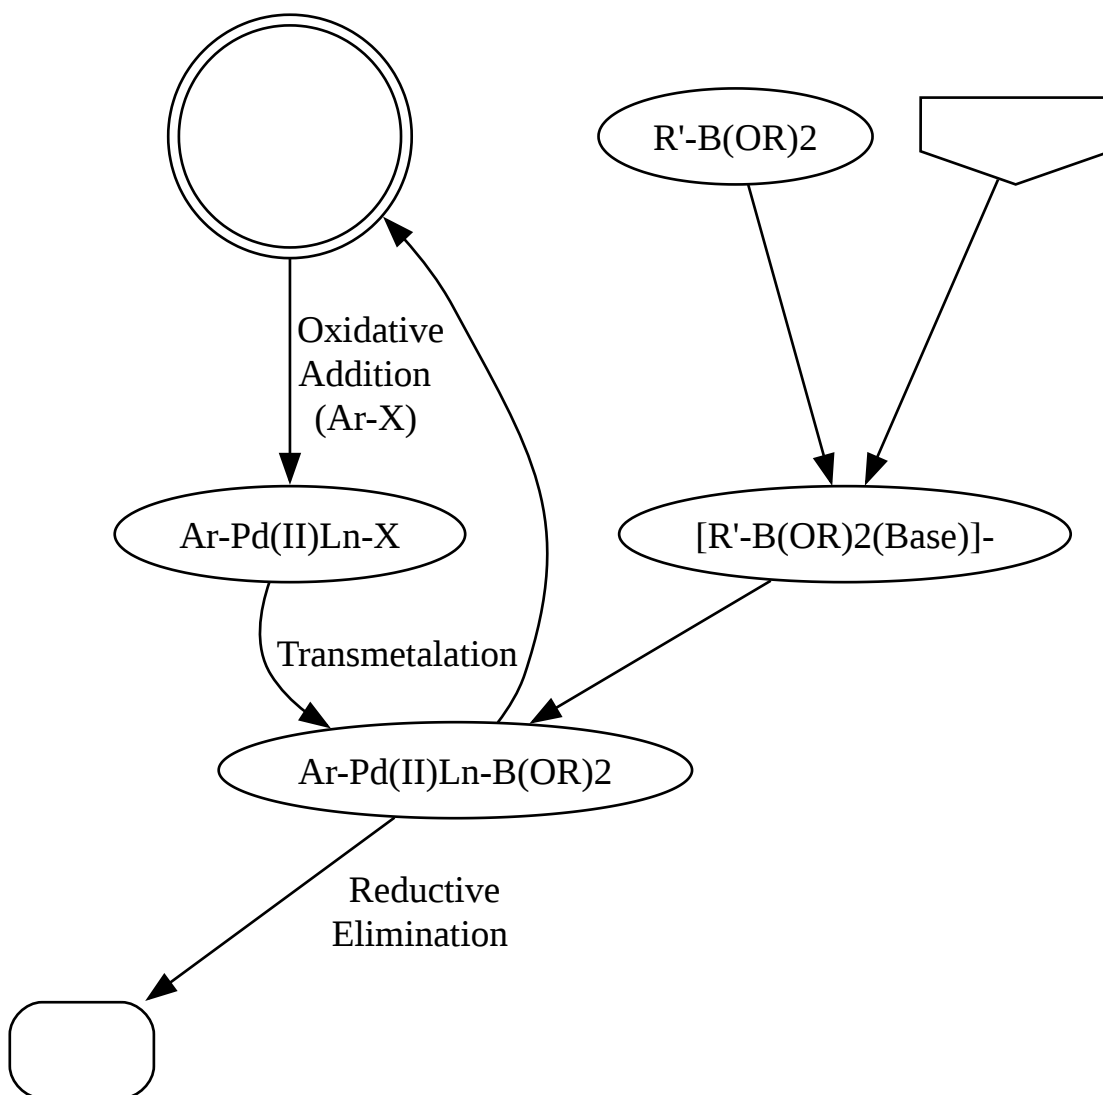 R'-B(OR)2
Oxidative
Addition
(Ar-X)
Ar-Pd(II)Ln-X
[R'-B(OR)2(Base)]-
Transmetalation
Ar-Pd(II)Ln-B(OR)2
Reductive
Elimination